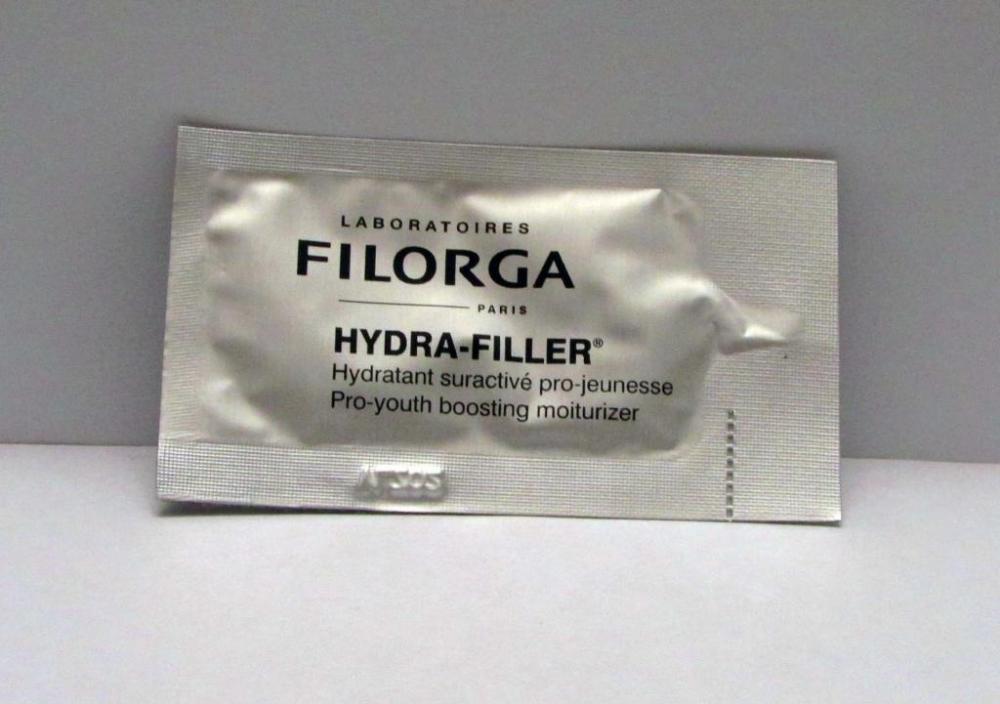 LABORATOIRES
FILORGA
PARIS
HYDRA-FILLER®
Hydratant suractivé pro-jeunesse
Pro-youth boosting moiturizer